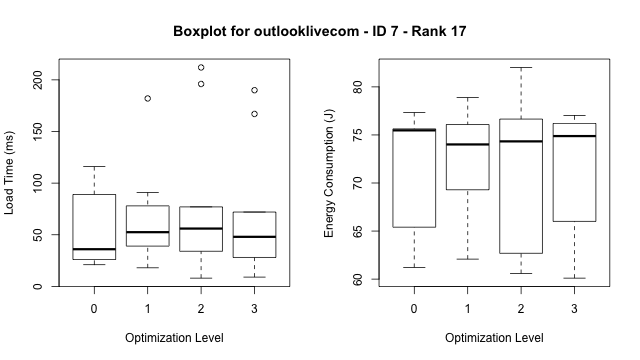 Boxplot for outlooklivecom - ID 7 - Rank 17
Load Time (ms)
200
150
100
50
0
0 1 2 3
Optimization Level
Energy Consumption (J)
80
75
70
65
60
0 1 2 3
Optimization Level